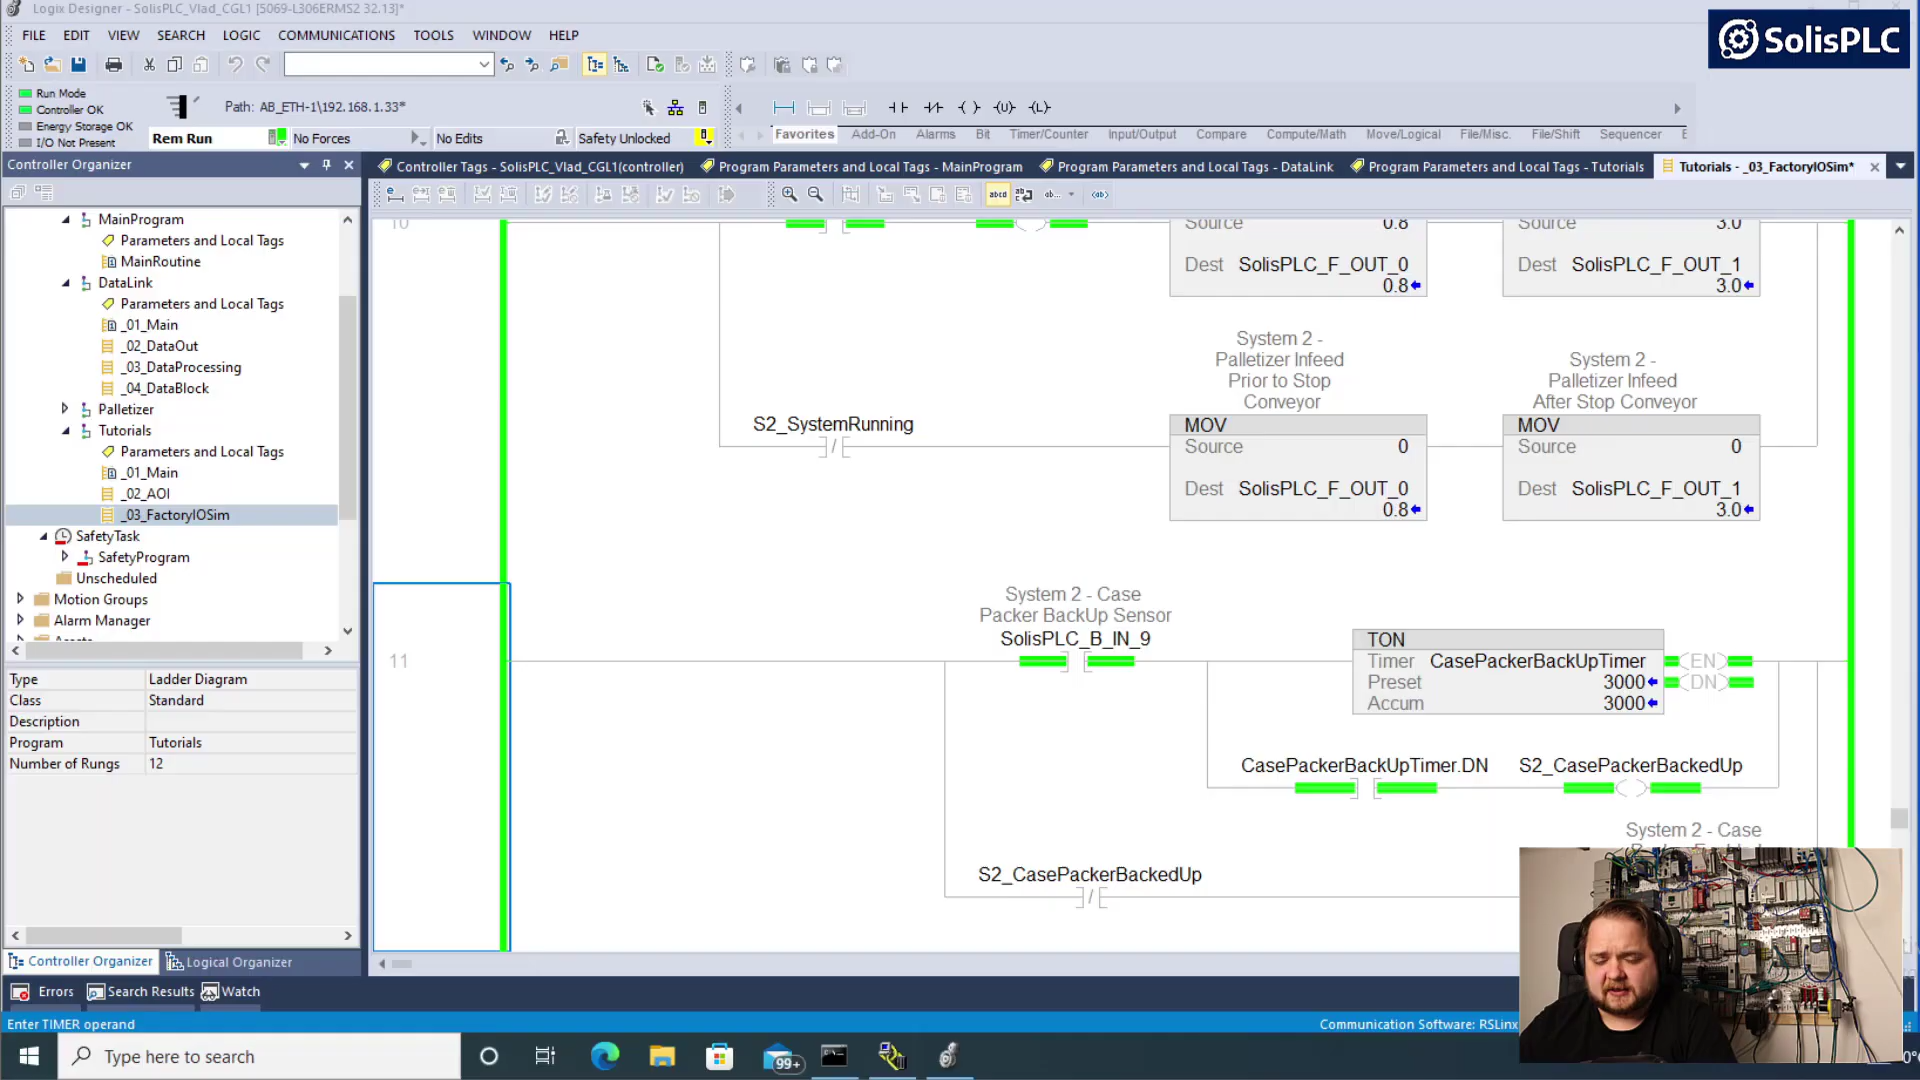 Logix Designer - SolisPLC_Vlad_CGL1 [5069-L306ERMS2 32.13]*
SolisPLC
FILE EDIT VIEW SEARCH LOGIC COMMUNICATIONS TOOLS WINDOW HELP
Run Mode
Controller OK
Energy Storage OK
I/O Not Present
Path: AB_ETH-1\192.168.1.33*
Rem Run No Forces No Edits Safety Unlocked
Favorites Add-On Alarms Bit Timer/Counter Input/Output Compare Compute/Math Move/Logical File/Misc. File/Shift Sequencer
Controller Organizer
Controller Tags - SolisPLC_Vlad_CGL1(controller) Program Parameters and Local Tags - MainProgram Program Parameters and Local Tags - DataLink Program Parameters and Local Tags - Tutorials Tutorials - _03_FactoryIOSim*
MainProgram
Parameters and Local Tags
MainRoutine
DataLink
Parameters and Local Tags
_01_Main
_02_DataOut
_03_DataProcessing
_04_DataBlock
Palletizer
Tutorials
Parameters and Local Tags
_01_Main
_02_AOI
_03_FactoryIOSim
SafetyTask
SafetyProgram
Unscheduled
Motion Groups
Alarm Manager
Type Ladder Diagram
Class Standard
Description
Program Tutorials
Number of Rungs 12
Controller Organizer Logical Organizer
10
Source 0.8
Dest SolisPLC_F_OUT_0
0.8
Source 3.0
Dest SolisPLC_F_OUT_1
3.0
System 2 -
Palletizer Infeed
Prior to Stop
Conveyor
System 2 -
Palletizer Infeed
After Stop Conveyor
S2_SystemRunning
MOV
Source 0
Dest SolisPLC_F_OUT_0
0.8
MOV
Source 0
Dest SolisPLC_F_OUT_1
3.0
11
System 2 - Case
Packer BackUp Sensor
SolisPLC_B_IN_9
TON
Timer CasePackerBackUpTimer
Preset 3000
Accum 3000
EN
DN
CasePackerBackUpTimer.DN S2_CasePackerBackedUp
System 2 - Case
S2_CasePackerBackedUp
Errors Search Results Watch
Enter TIMER operand
Communication Software: RSLinx
Type here to search
99+